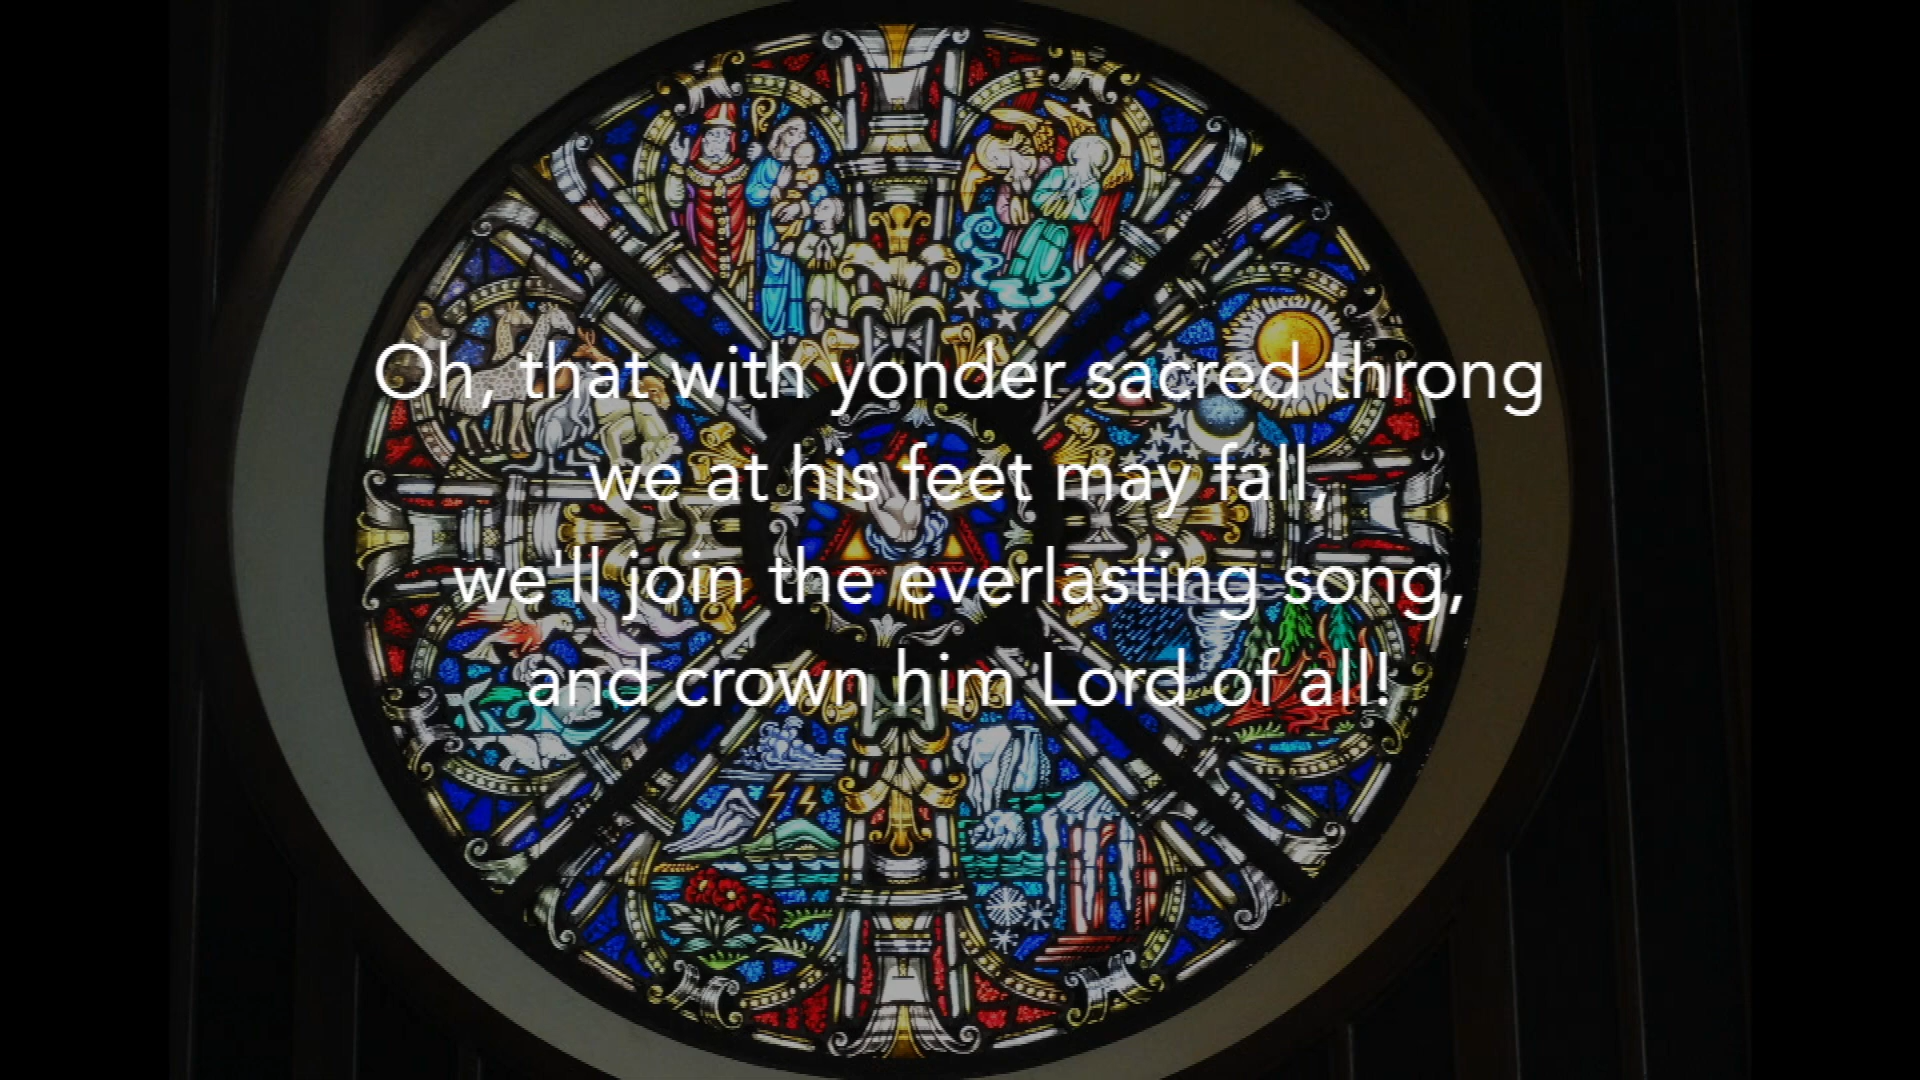 Oh, that with yonder sacred throng
we at his feet may fall,
we'll join the everlasting song,
and crown him Lord of all!